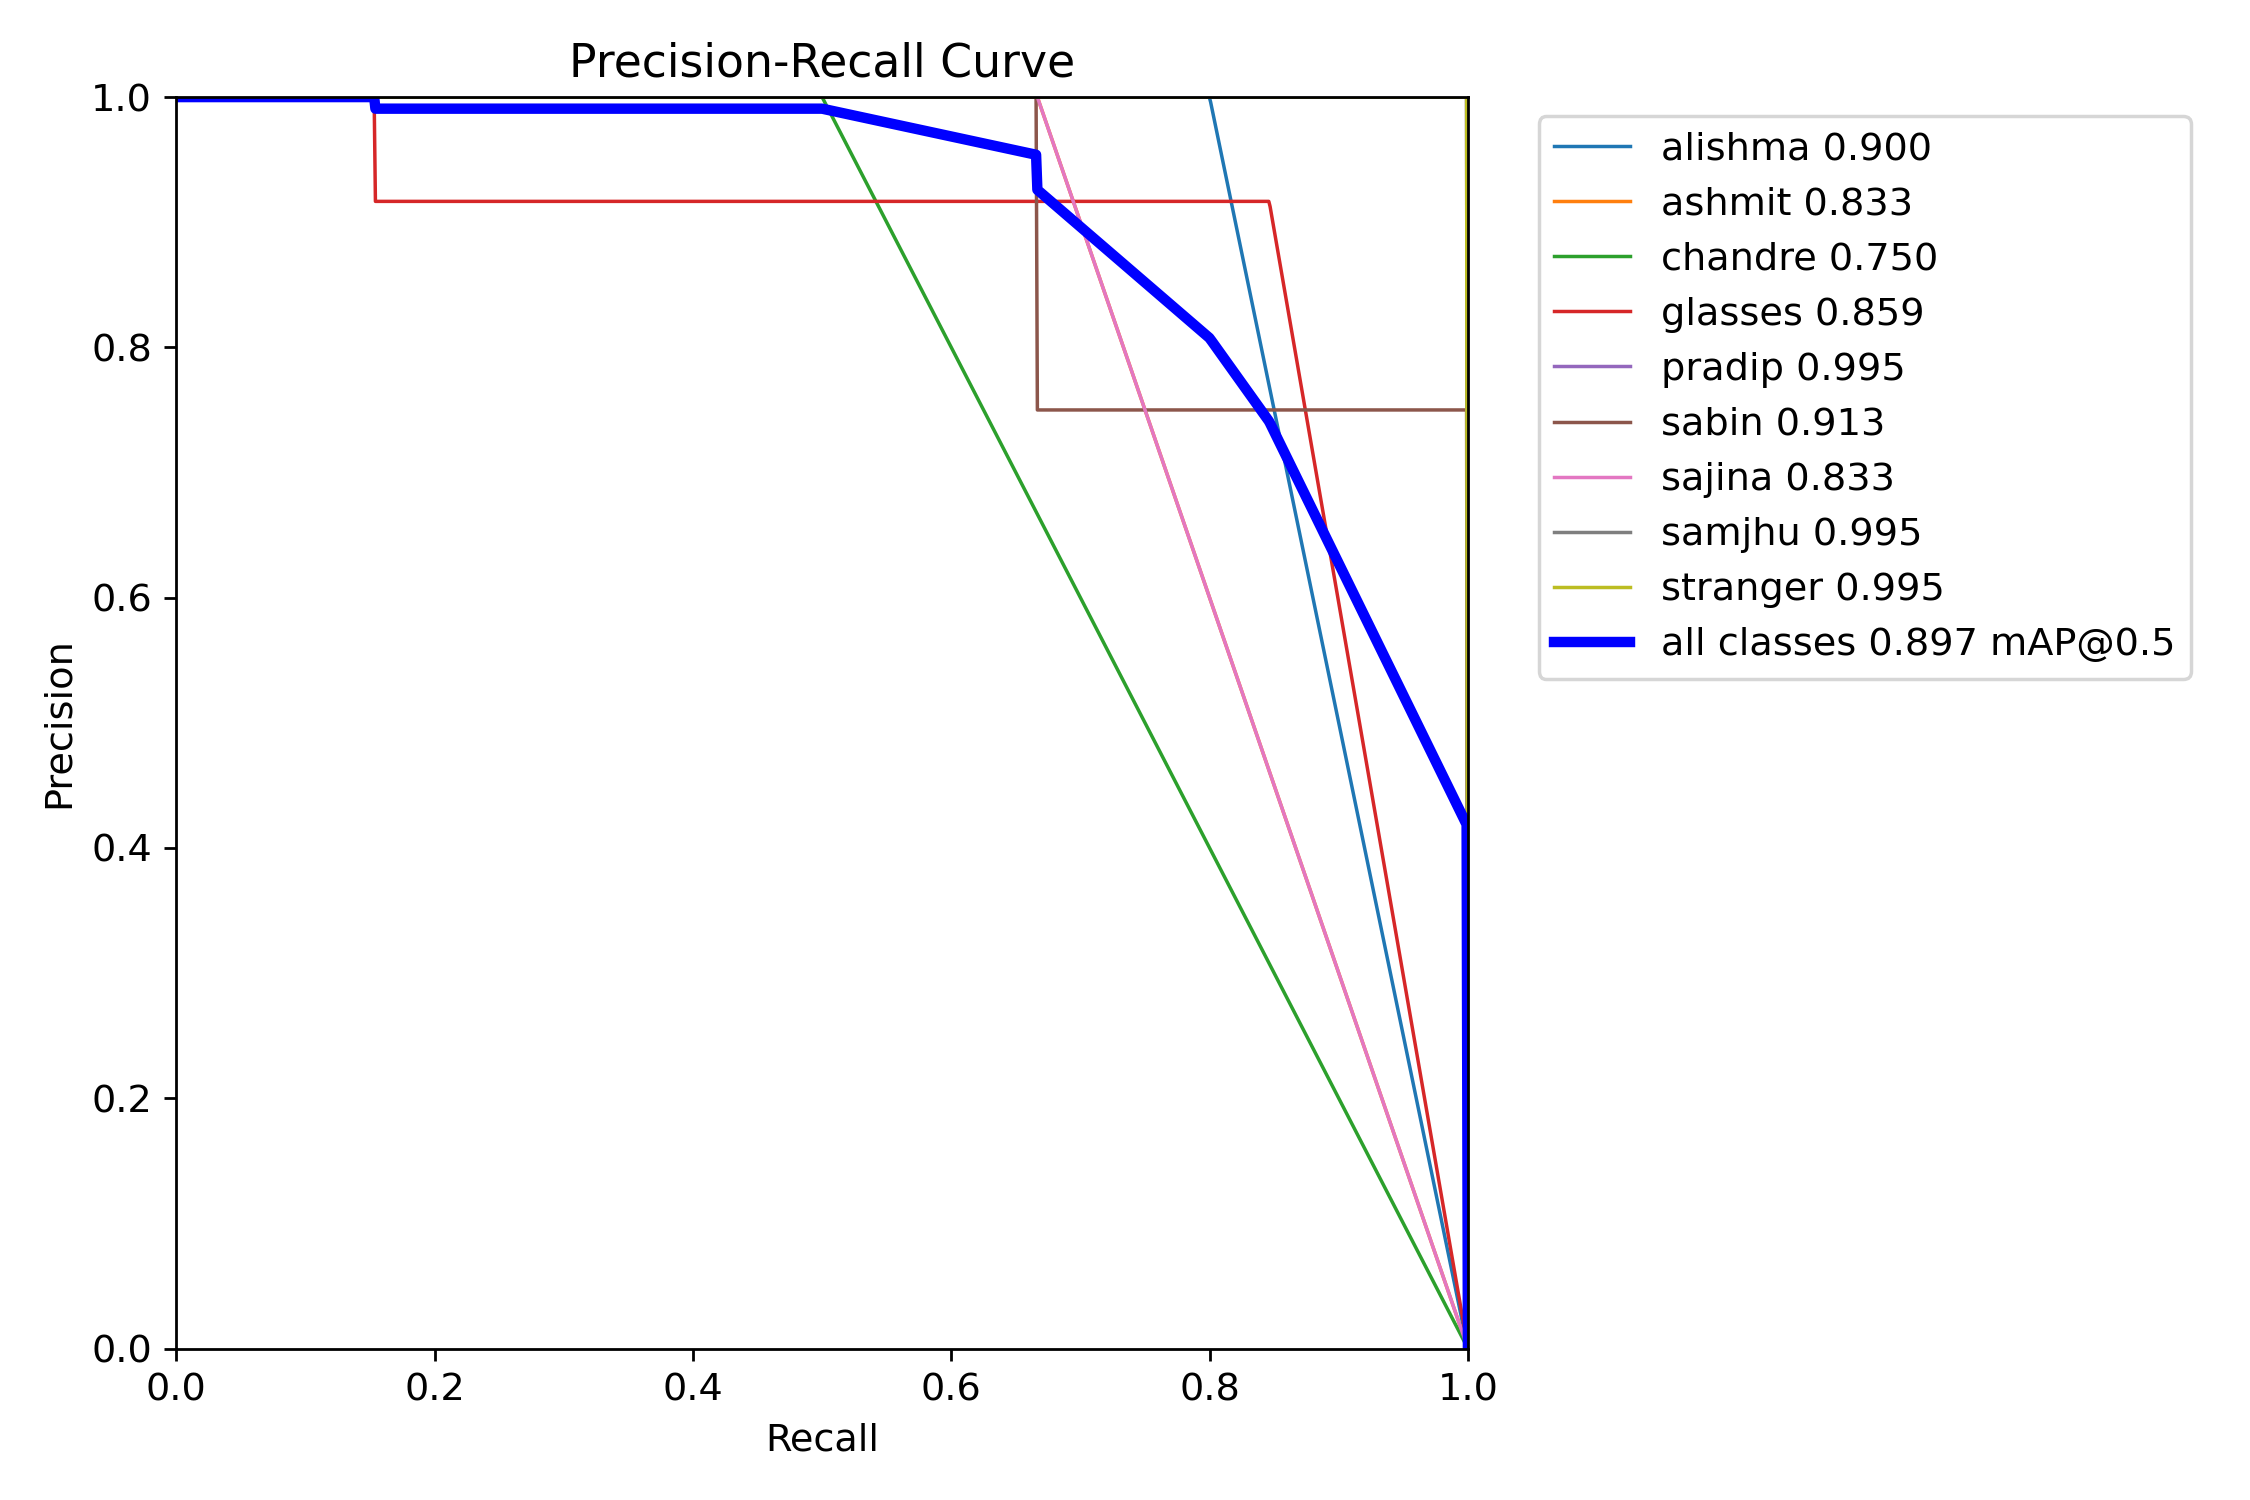 Precision-Recall Curve
1.0
0.8
0.6
0.4
0.2
0.0
Precision
0.0 0.2 0.4 0.6 0.8 1.0
Recall
alishma 0.900
ashmit 0.833
chandre 0.750
glasses 0.859
pradip 0.995
sabin 0.913
sajina 0.833
samjhu 0.995
stranger 0.995
all classes 0.897 mAP@0.5